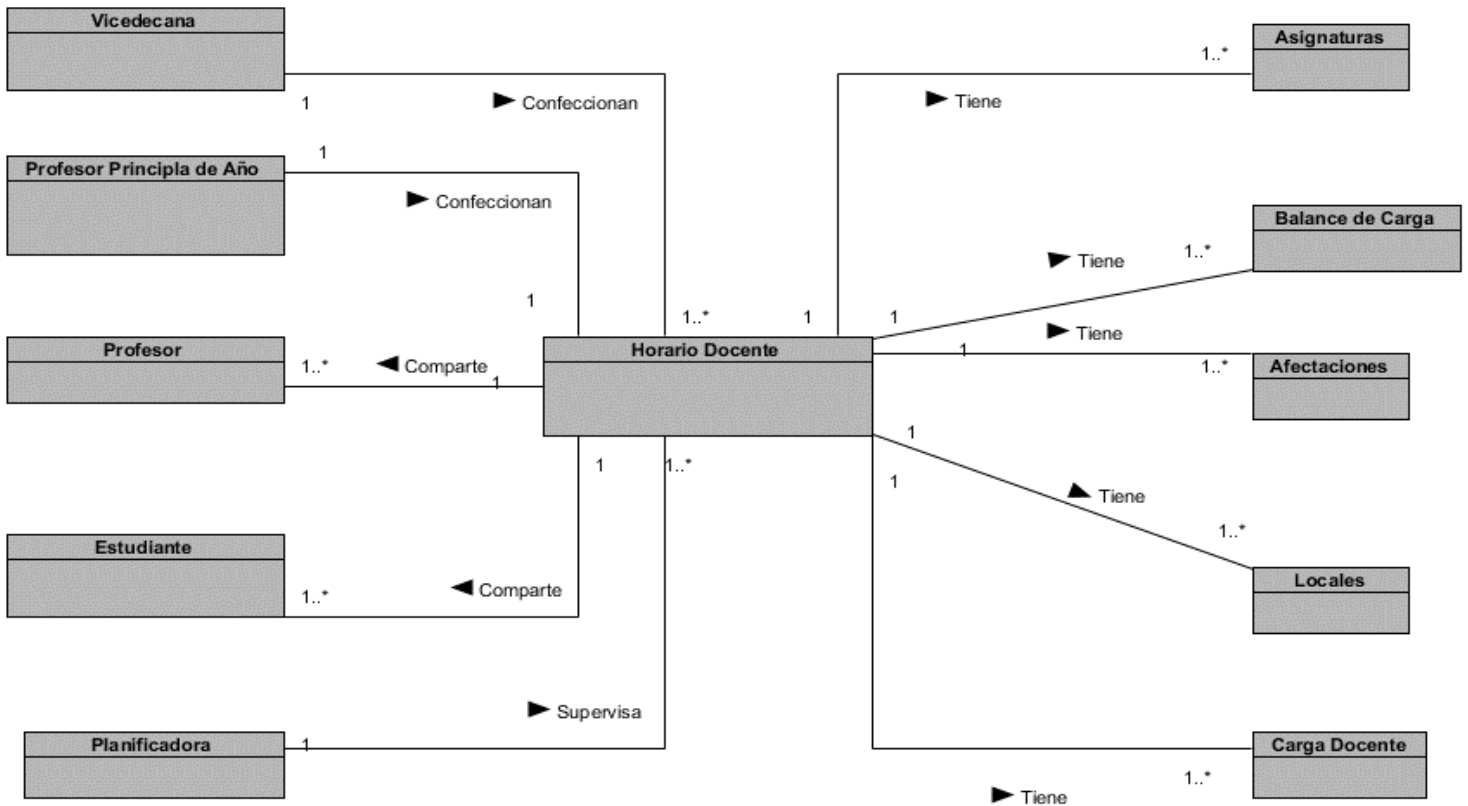 Vicedecana
1
Confeccionan
Profesor Principla de Año
1
Confeccionan
1
1..*
Profesor
1..*
Comparte
1
Horario Docente
Estudiante
1..*
Comparte
1
1..*
Supervisa
Planificadora
1
Asignaturas
1..*
Tiene
1
Balance de Carga
1..*
Tiene
1
Tiene
1
1..*
Afectaciones
1
Tiene
1..*
Locales
1
Carga Docente
1..*
Tiene